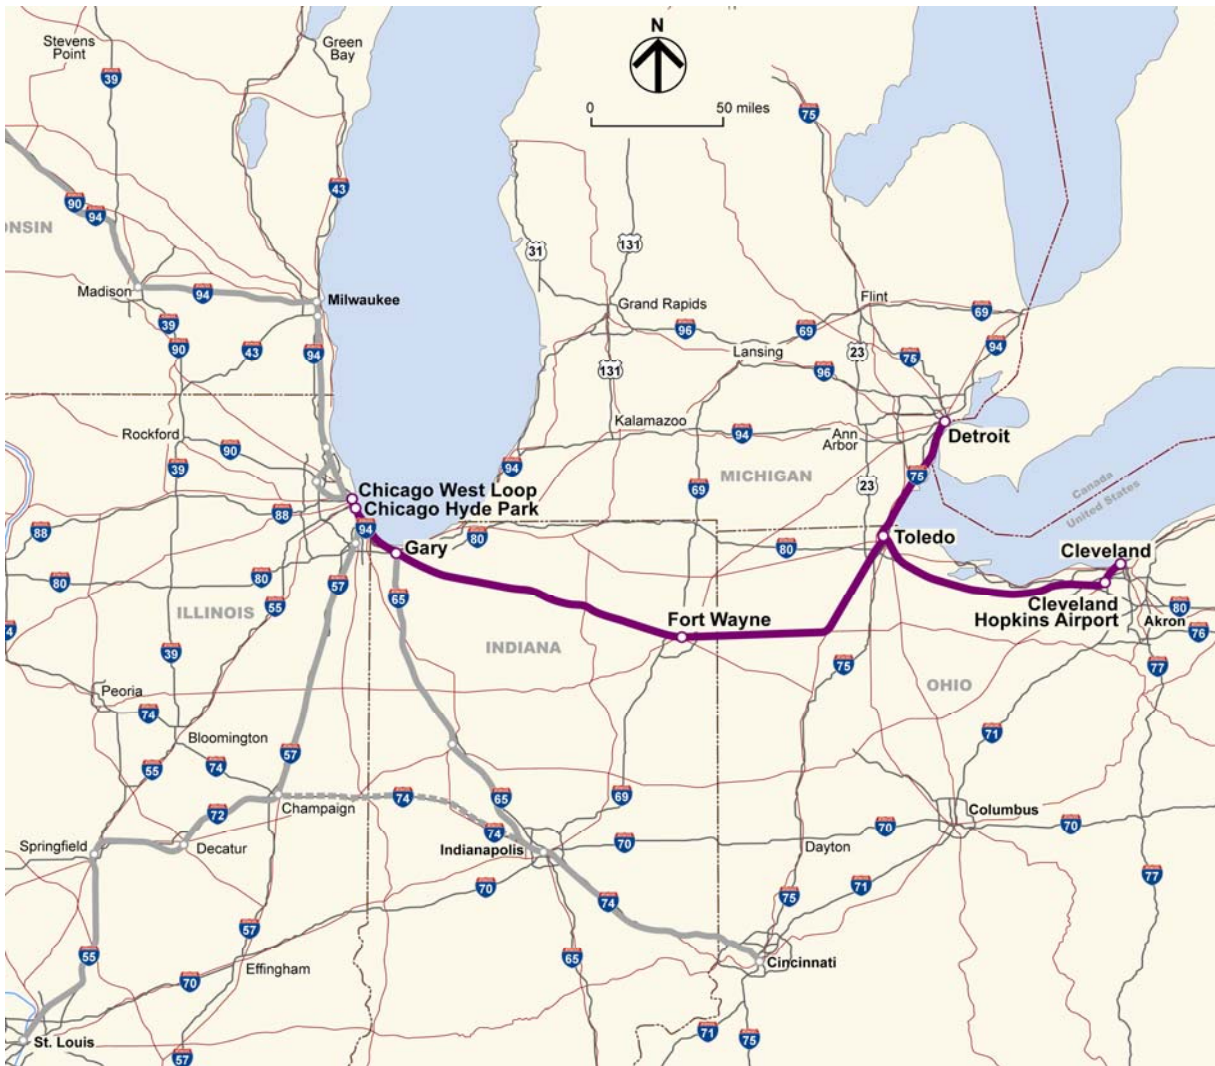 N
0 50 miles
Stevens
Point
Green
Bay
39
75
43
90
94
ONSIN
31
131
Madison
94
Milwaukee
Grand Rapids
Flint
69
39
90
43
94
96
69
Lansing
23
75
94
131
96
Rockford
90
39
Kalamazoo
94
Ann
Arbor
Detroit
94
69
MICHIGAN
75
23
Canada
United States
Chicago West Loop
Chicago Hyde Park
88
88
94
80
Gary
80
Toledo
Cleveland
80
80
57
55
65
ILLINOIS
Fort Wayne
Cleveland
Hopkins Airport
80
Akron
76
4
39
INDIANA
75
77
OHIO
Peoria
74
Bloomington
55
74
57
71
72
Champaign
74
65
69
74
Columbus
70
70
Springfield
Decatur
Indianapolis
70
Dayton
70
74
75
71
77
57
55
Effingham
70
65
Cincinnati
St. Louis
57
71
75